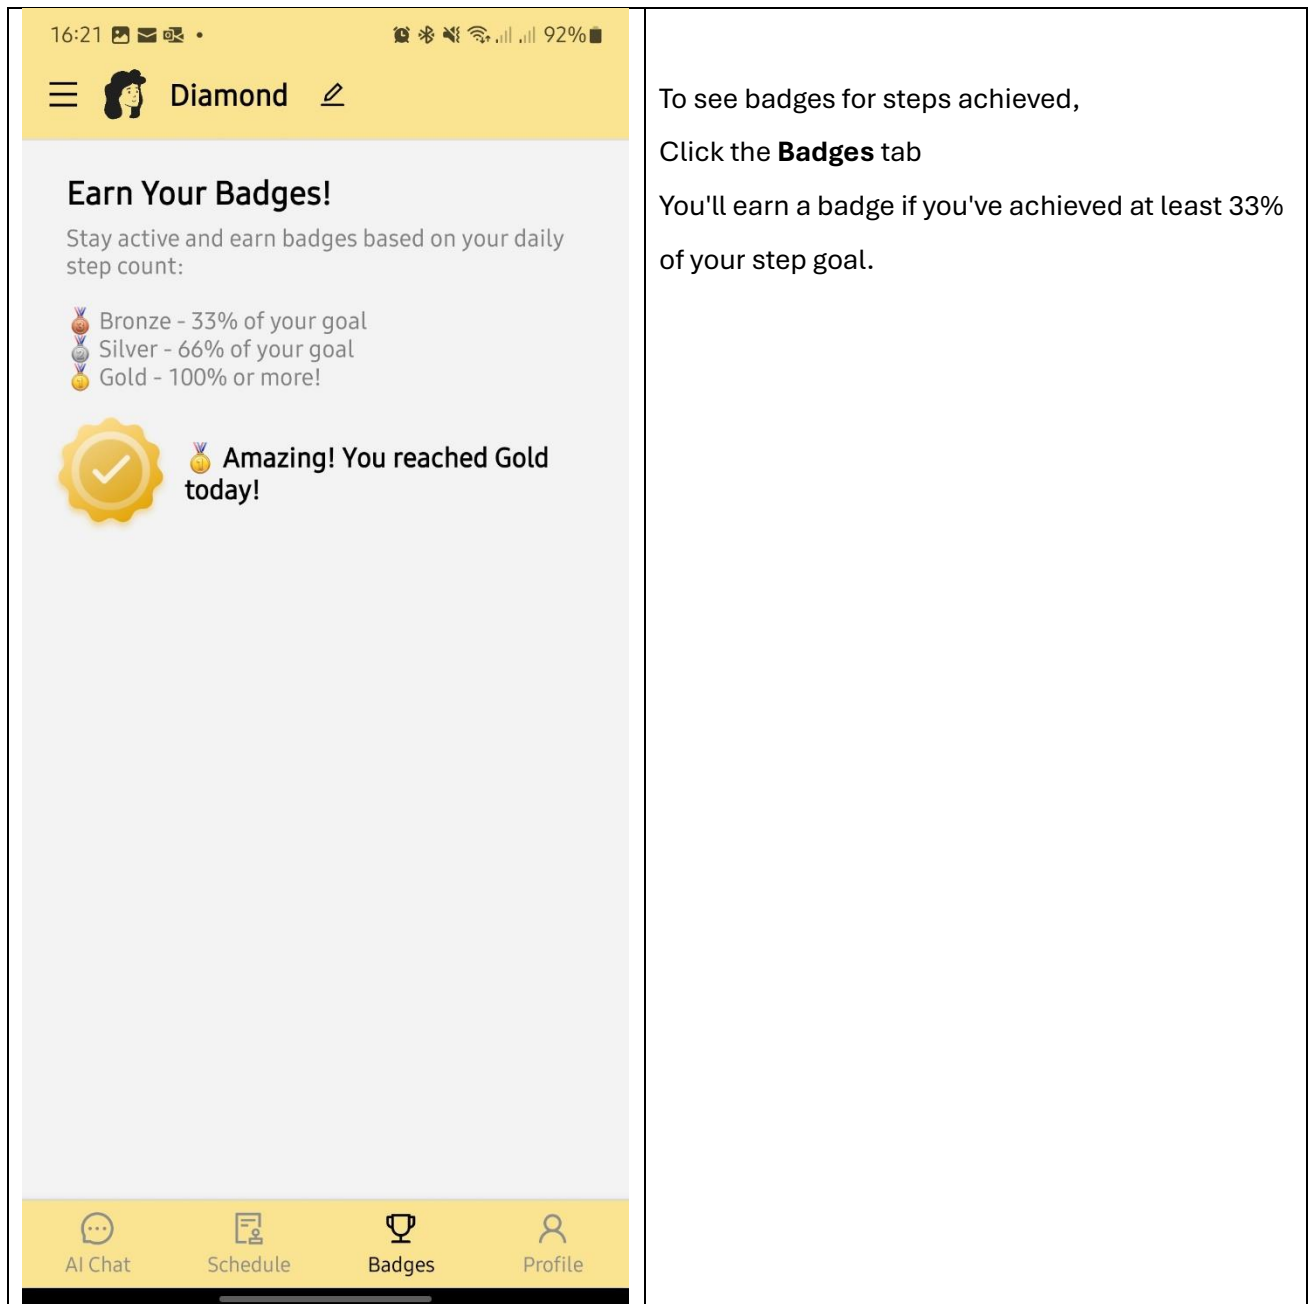 16:21
92%
Diamond
Earn Your Badges!
Stay active and earn badges based on your daily
step count:
Bronze - 33% of your goal
Silver - 66% of your goal
Gold - 100% or more!
Amazing! You reached Gold
today!
AI Chat
Schedule
Badges
Profile
To see badges for steps achieved,
Click the Badges tab
You'll earn a badge if you've achieved at least 33%
of your step goal.